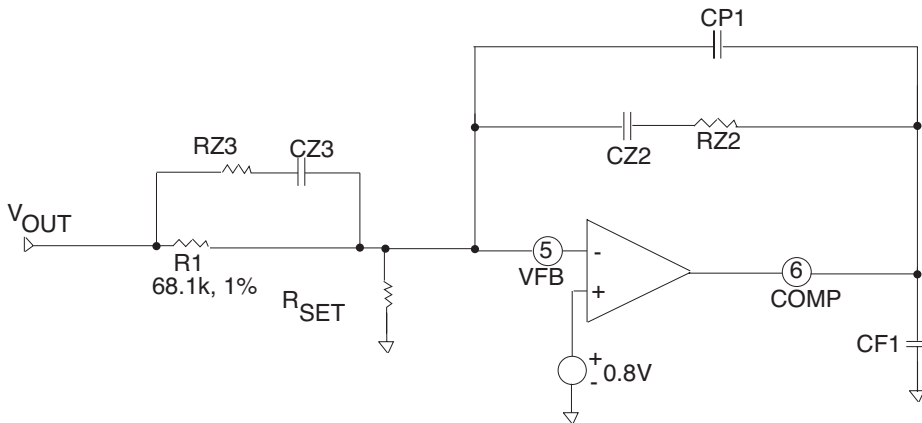 CP1
CZ2
RZ2
RZ3
CZ3
VOUT
R1
68.1k, 1%
RSET
5
VFB
-
+
6
COMP
CF1
+
-
0.8V